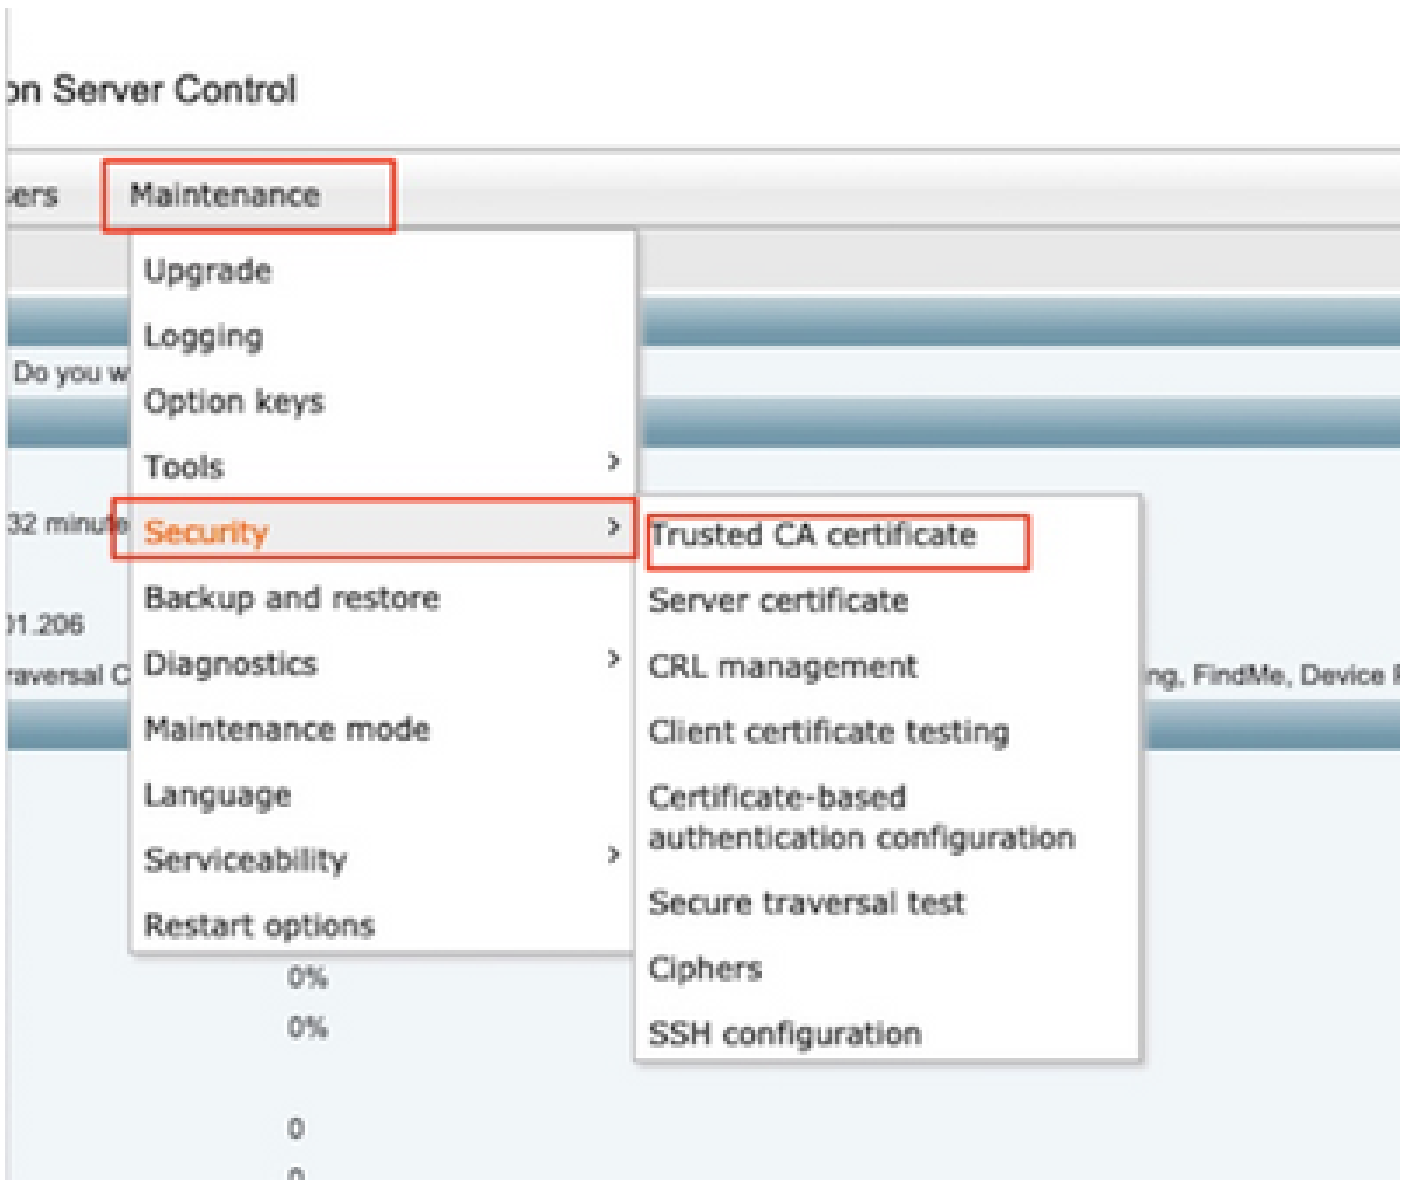 on Server Control
ers Maintenance
Upgrade
Logging
Do you w
Option keys
Tools >
32 minute Security > Trusted CA certificate
Backup and restore Server certificate
01.206
Diagnostics > CRL management
raversal C ng, FindMe, Device
Maintenance mode Client certificate testing
Language Certificate-based
authentication configuration
Serviceability >
Secure traversal test
Restart options
Ciphers
0%
0%
SSH configuration
0
0